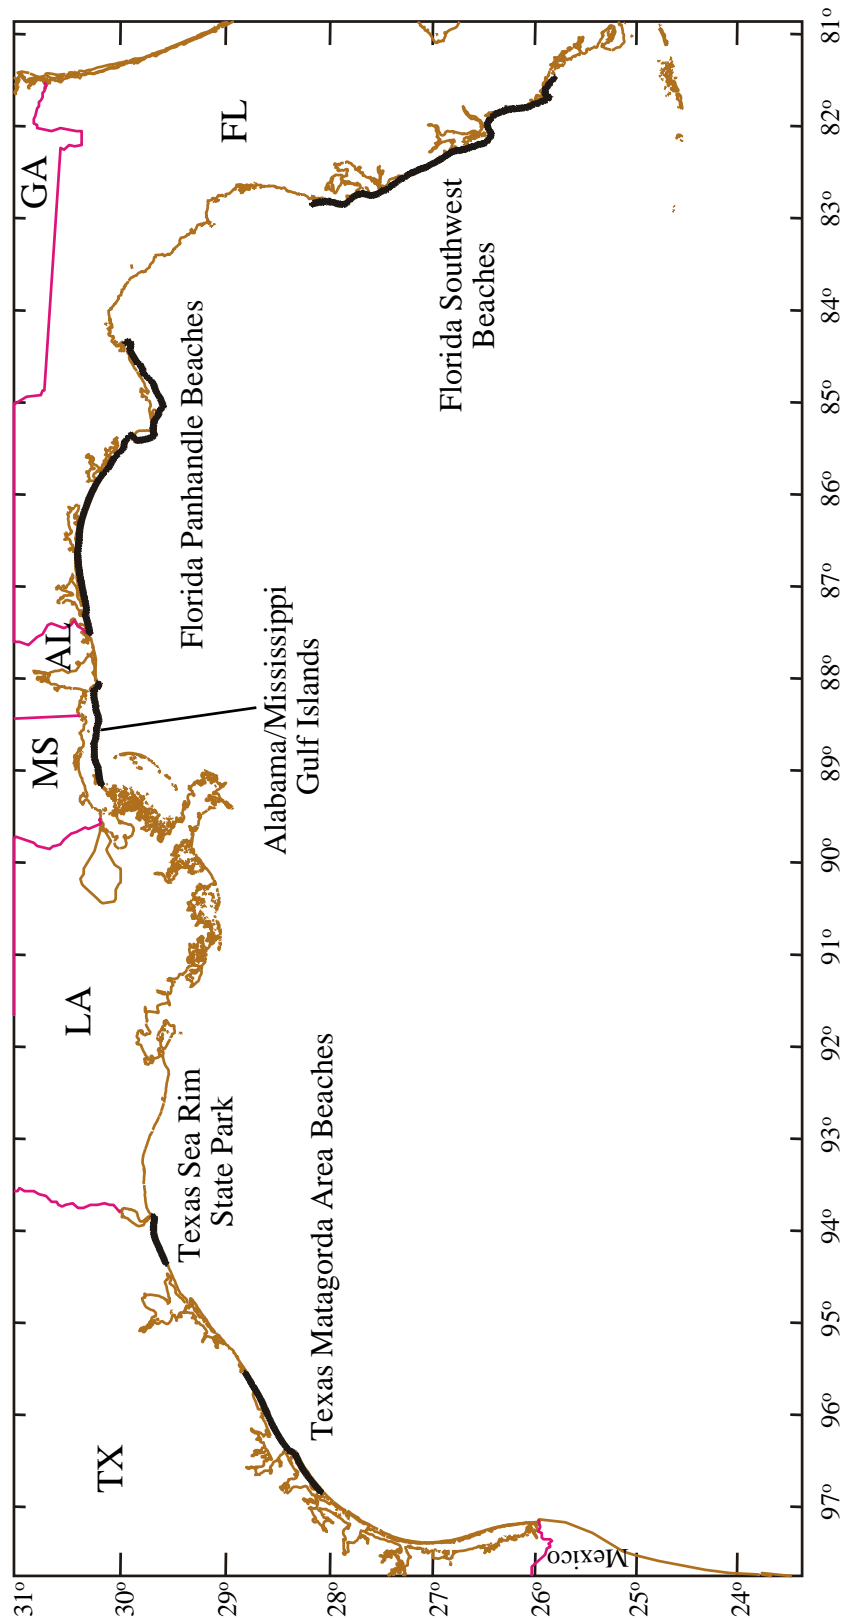 31°
30°
29°
28°
27°
26°
25°
24°
TX
LA
MS
AL
GA
FL
Mexico
Texas Matagorda Area Beaches
Texas Sea Rim
State Park
Alabama/Mississippi
Gulf Islands
Florida Panhandle Beaches
Florida Southwest
Beaches
97°
96°
95°
94°
93°
92°
91°
90°
89°
88°
87°
86°
85°
84°
83°
82°
81°